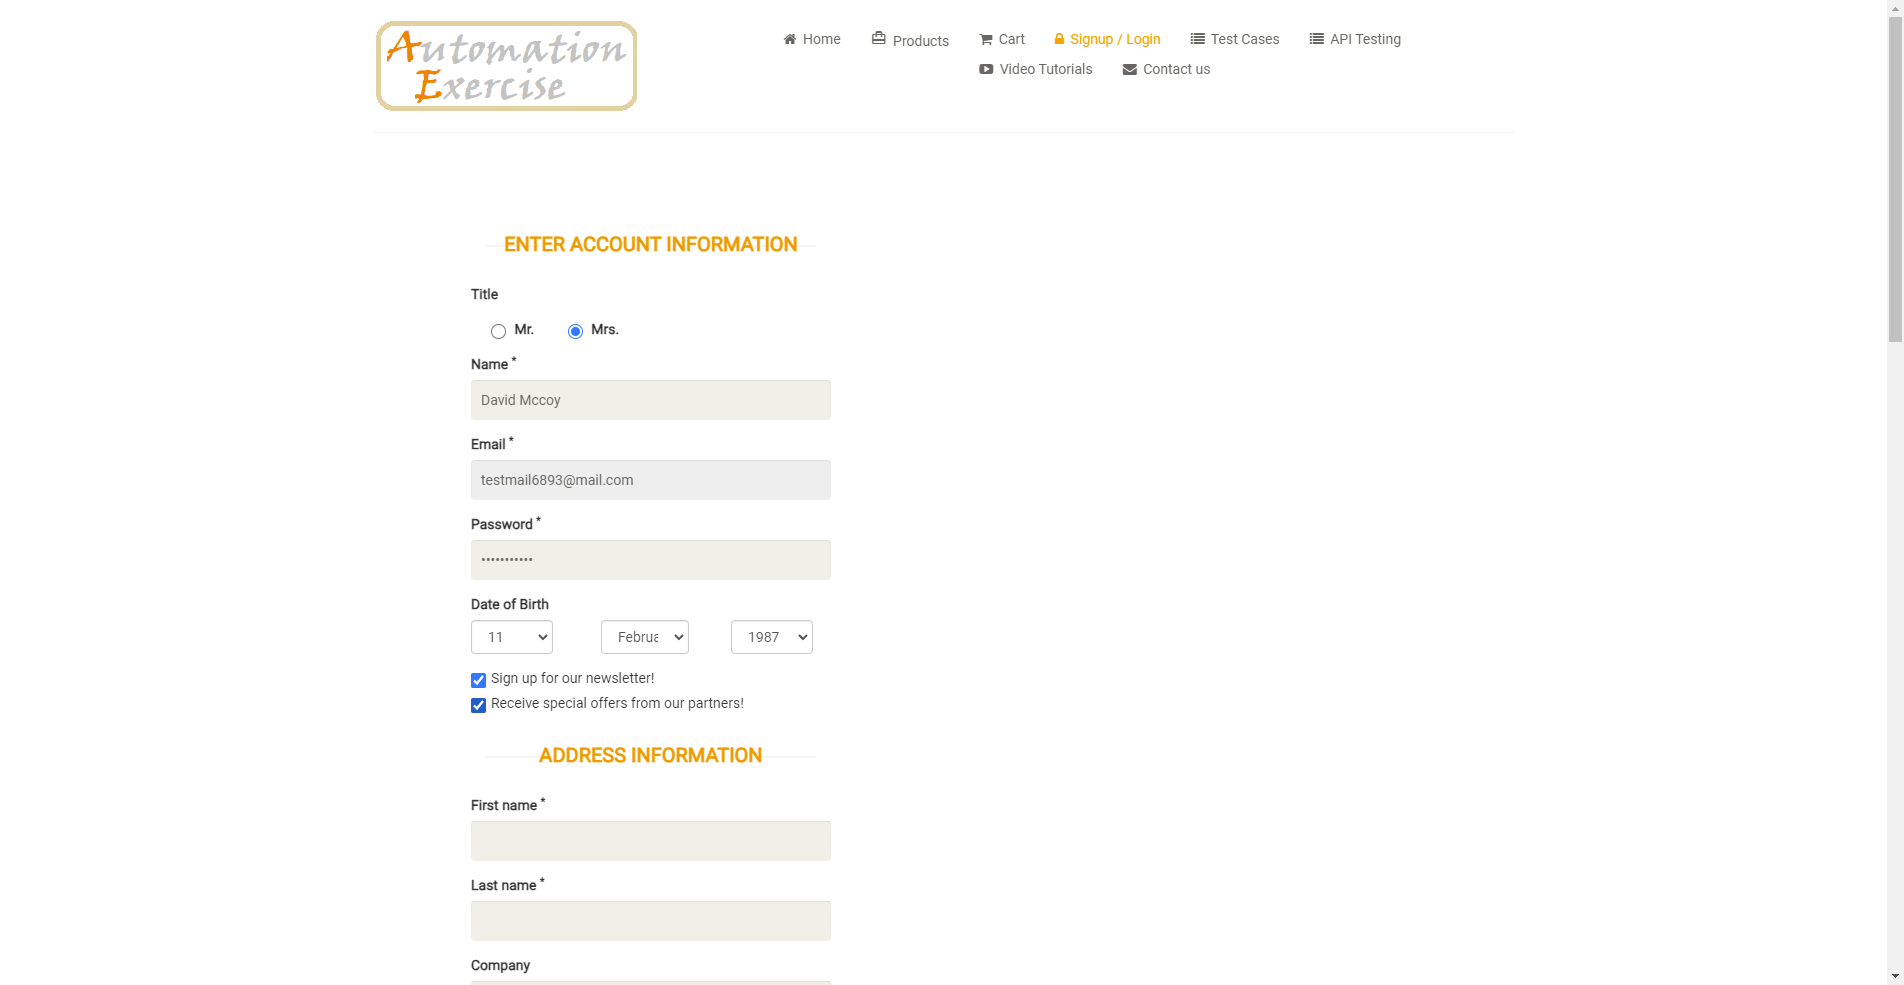 Automation
Exercise
Home Products Cart Signup / Login Test Cases API Testing
Video Tutorials Contact us
ENTER ACCOUNT INFORMATION
Title
Mr. Mrs.
Name *
David Mccoy
Email *
testmail6893@mail.com
Password *
•••••••••••
Date of Birth
11 Februa 1987
Sign up for our newsletter!
Receive special offers from our partners!
ADDRESS INFORMATION
First name *
Last name *
Company